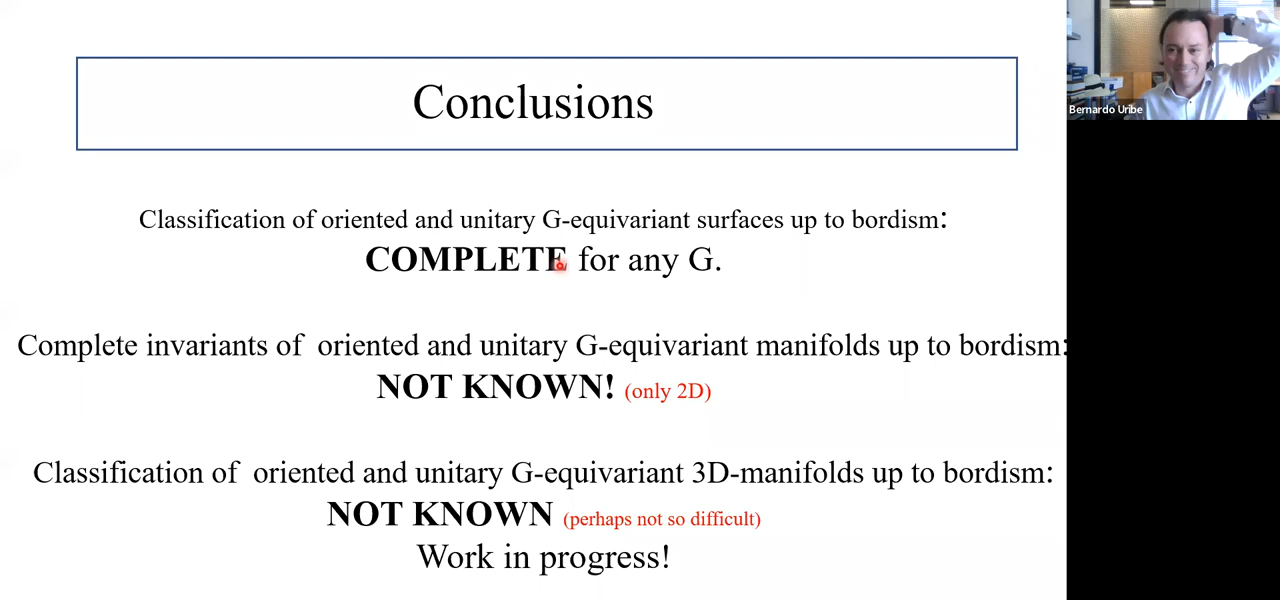 Conclusions
Bernardo Uribe
Classification of oriented and unitary G-equivariant surfaces up to bordism:
COMPLETE for any G.
Complete invariants of oriented and unitary G-equivariant manifolds up to bordism:
NOT KNOWN! (only 2D)
Classification of oriented and unitary G-equivariant 3D-manifolds up to bordism:
NOT KNOWN (perhaps not so difficult)
Work in progress!